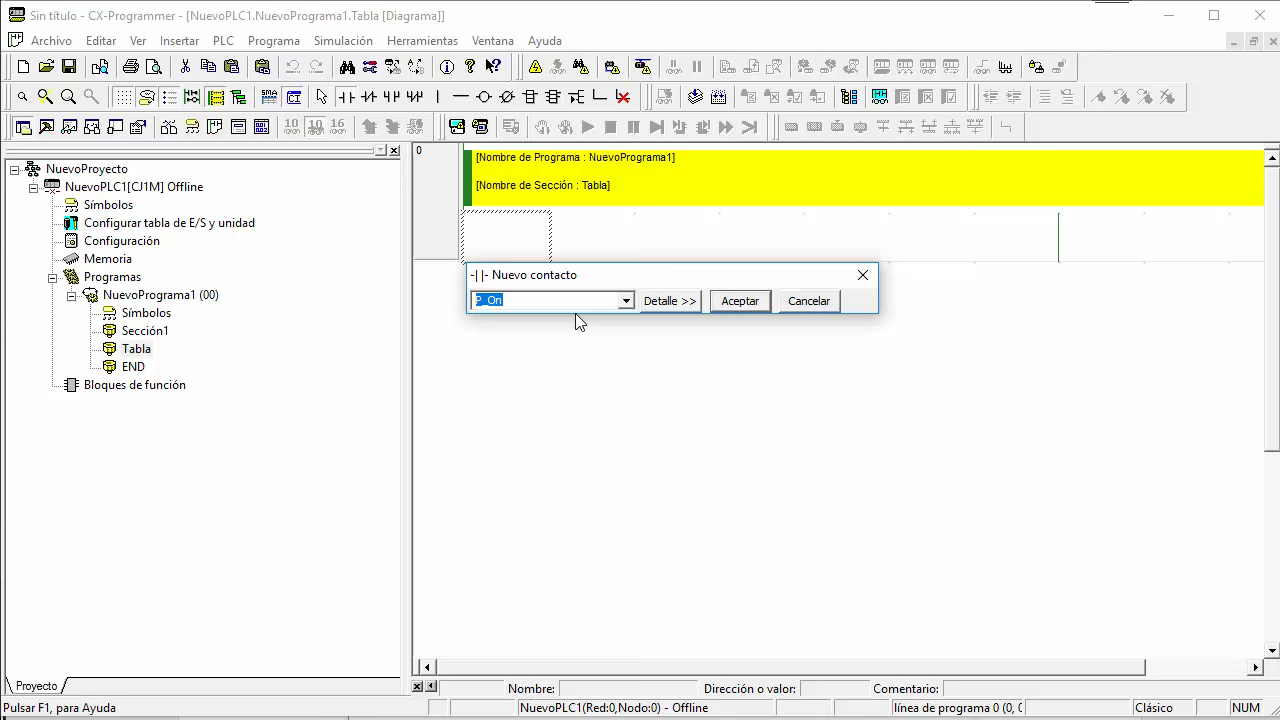 Sin título - CX-Programmer - [NuevoPLC1.NuevoPrograma1.Tabla [Diagrama]]
Archivo Editar Ver Insertar PLC Programa Simulación Herramientas Ventana Ayuda
10 10 16
NuevoProyecto
NuevoPLC1[CJ1M] Offline
Símbolos
Configurar tabla de E/S y unidad
Configuración
Memoria
Programas
NuevoPrograma1 (00)
Símbolos
Sección1
Tabla
END
Bloques de función
Proyecto
0
[Nombre de Programa : NuevoPrograma1]
[Nombre de Sección : Tabla]
-| |- Nuevo contacto
P_On
Detalle >> Aceptar Cancelar
Nombre: Dirección o valor: Comentario:
Pulsar F1, para Ayuda
NuevoPLC1(Red:0,Nodo:0) - Offline
línea de programa 0 (0, 0
Clásico
NUM